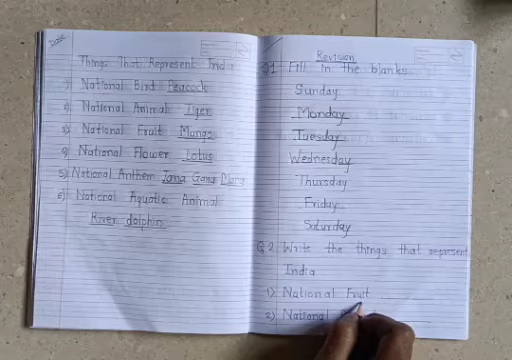 Date
Things That Represent India
1) National Bird Peacock
2) National Animal Tiger
3) National Fruit Mango
4) National Flower Lotus
5) National Anthem Jana Gana Mana
6) National Aquatic Animal
River dolphin
Revision
Q1 Fill in the blanks
Sunday
Monday
Tuesday
Wednesday
Thursday
Friday
Saturday
Q2 Write the things that represent
India
1) National Fruit
2) National